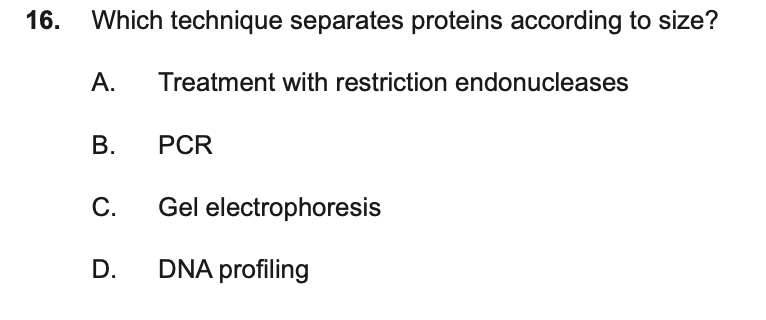 16. Which technique separates proteins according to size?
A. Treatment with restriction endonucleases
B. PCR
C. Gel electrophoresis
D. DNA profiling